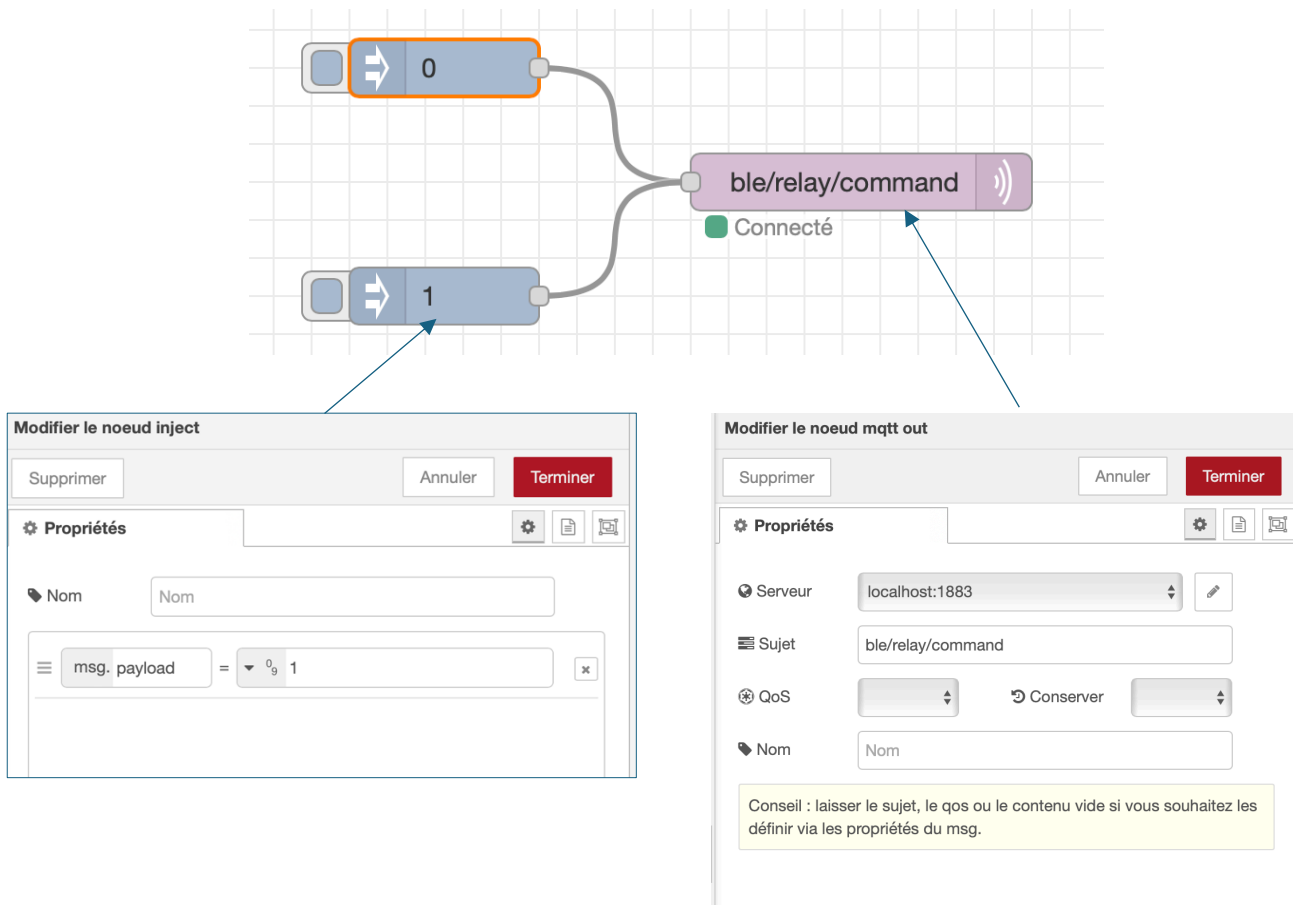 0
ble/relay/command
Connecté
1
Modifier le noeud inject
Supprimer
Annuler
Terminer
Propriétés
Nom
Nom
msg. payload = 0 9 1
Modifier le noeud mqtt out
Supprimer
Annuler
Terminer
Propriétés
Serveur
localhost:1883
Sujet
ble/relay/command
QoS
Conserver
Nom
Nom
Conseil : laisser le sujet, le qos ou le contenu vide si vous souhaitez les
définir via les propriétés du msg.